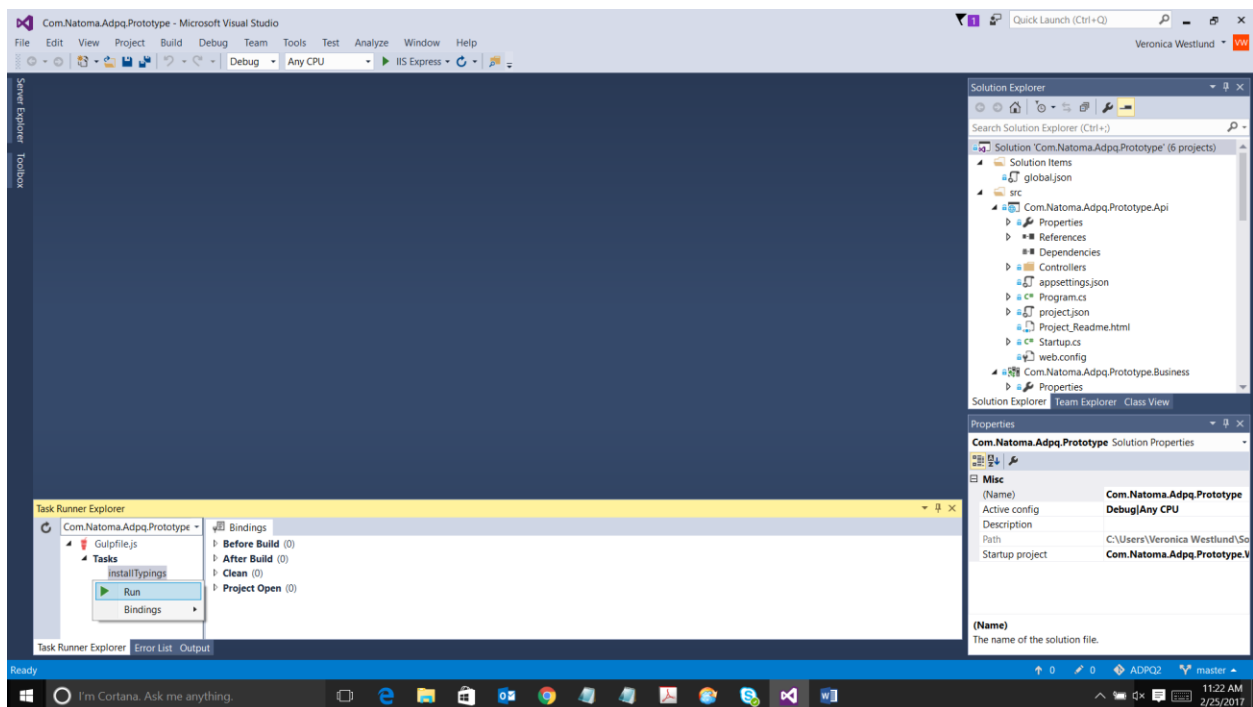 Com.Natoma.Adpq.Prototype - Microsoft Visual Studio
1
Quick Launch (Ctrl+Q)
File Edit View Project Build Debug Team Tools Test Analyze Window Help
Veronica Westlund
VW
Debug Any CPU IIS Express
Server Explorer
Toolbox
Solution Explorer
Search Solution Explorer (Ctrl+;)
Solution 'Com.Natoma.Adpq.Prototype' (6 projects)
Solution Items
global.json
src
Com.Natoma.Adpq.Prototype.Api
Properties
References
Dependencies
Controllers
appsettings.json
Program.cs
project.json
Project_Readme.html
Startup.cs
web.config
Com.Natoma.Adpq.Prototype.Business
Properties
Solution Explorer Team Explorer Class View
Properties
Com.Natoma.Adpq.Prototype Solution Properties
Misc
(Name) Com.Natoma.Adpq.Prototype
Active config Debug|Any CPU
Description
Path C:\Users\Veronica Westlund\So
Startup project Com.Natoma.Adpq.Prototype.V
(Name)
The name of the solution file.
Task Runner Explorer
Com.Natoma.Adpq.Prototype
Gulpfile.js
Tasks
installTypings
Run
Bindings
Bindings
Before Build (0)
After Build (0)
Clean (0)
Project Open (0)
Task Runner Explorer Error List Output
Ready
0 0 ADPQ2 master
I'm Cortana. Ask me anything.
11:22 AM
2/25/2017